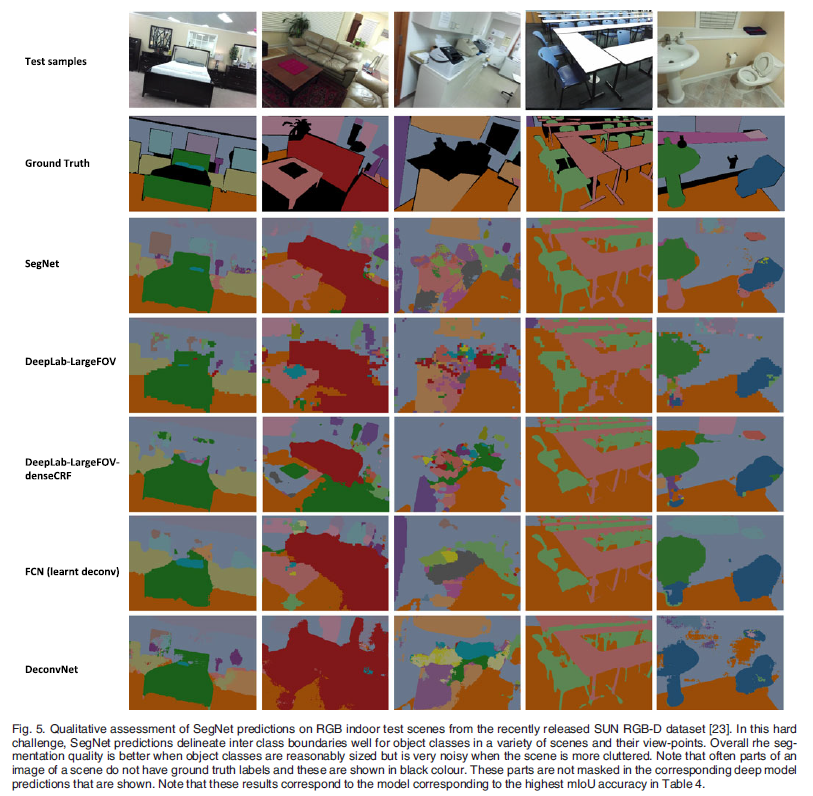 Test samples
Ground Truth
SegNet
DeepLab-LargeFOV
DeepLab-LargeFOV-
denseCRF
FCN (learnt deconv)
DeconvNet
Fig. 5. Qualitative assessment of SegNet predictions on RGB indoor test scenes from the recently released SUN RGB-D dataset [23]. In this hard
challenge, SegNet predictions delineate inter class boundaries well for object classes in a variety of scenes and their view-points. Overall rhe seg-
mentation quality is better when object classes are reasonably sized but is very noisy when the scene is more cluttered. Note that often parts of
an image of a scene do not have ground truth labels and these are shown in black colour. These parts are not masked in the corresponding deep model
predictions that are shown. Note that these results correspond to the model corresponding to the highest mIoU accuracy in Table 4.